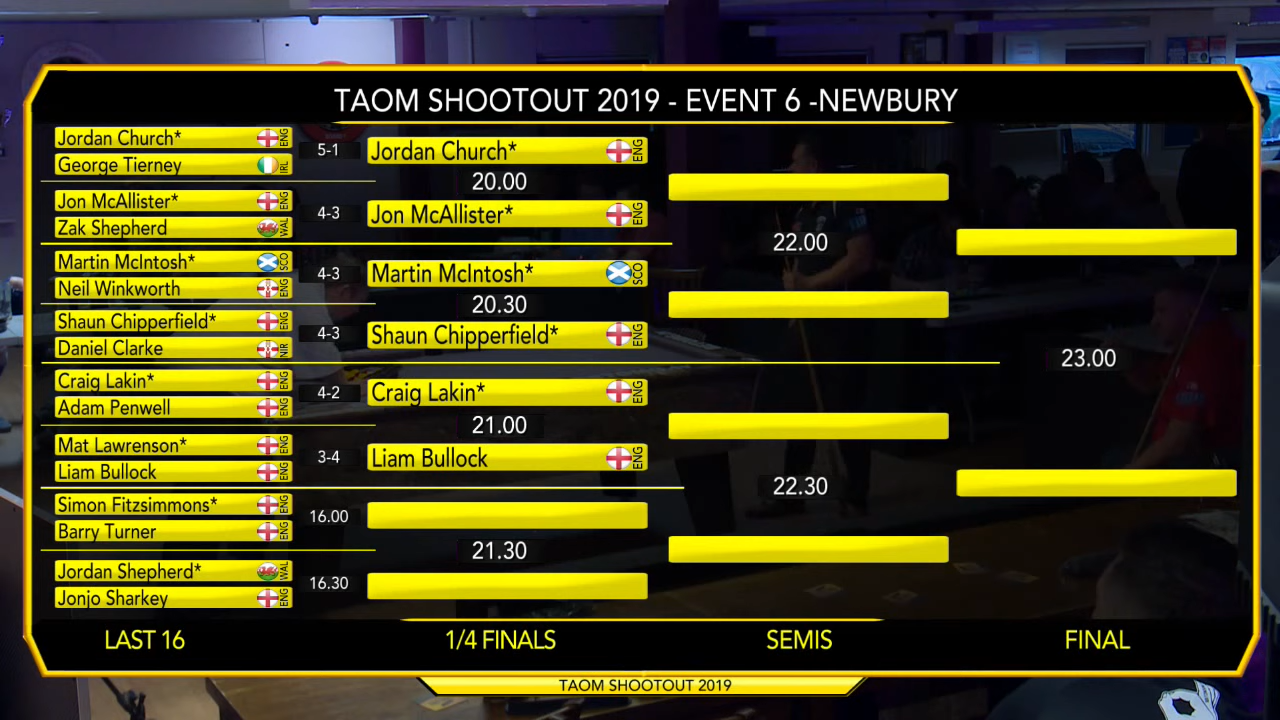 TAOM SHOOTOUT 2019 - EVENT 6 -NEWBURY
Jordan Church* ENG
George Tierney IRL
5-1
Jon McAllister* ENG
Zak Shepherd WAL
4-3
Martin McIntosh* SCO
Neil Winkworth ENG
4-3
Shaun Chipperfield* ENG
Daniel Clarke NIR
4-3
Craig Lakin* ENG
Adam Penwell ENG
4-2
Mat Lawrenson* ENG
Liam Bullock ENG
3-4
Simon Fitzsimmons* ENG
Barry Turner ENG
16.00
Jordan Shepherd* WAL
Jonjo Sharkey ENG
16.30
Jordan Church* ENG
20.00
Jon McAllister* ENG
Martin McIntosh* SCO
20.30
Shaun Chipperfield* ENG
Craig Lakin* ENG
21.00
Liam Bullock ENG
21.30
22.00
22.30
23.00
LAST 16
1/4 FINALS
SEMIS
FINAL
TAOM SHOOTOUT 2019